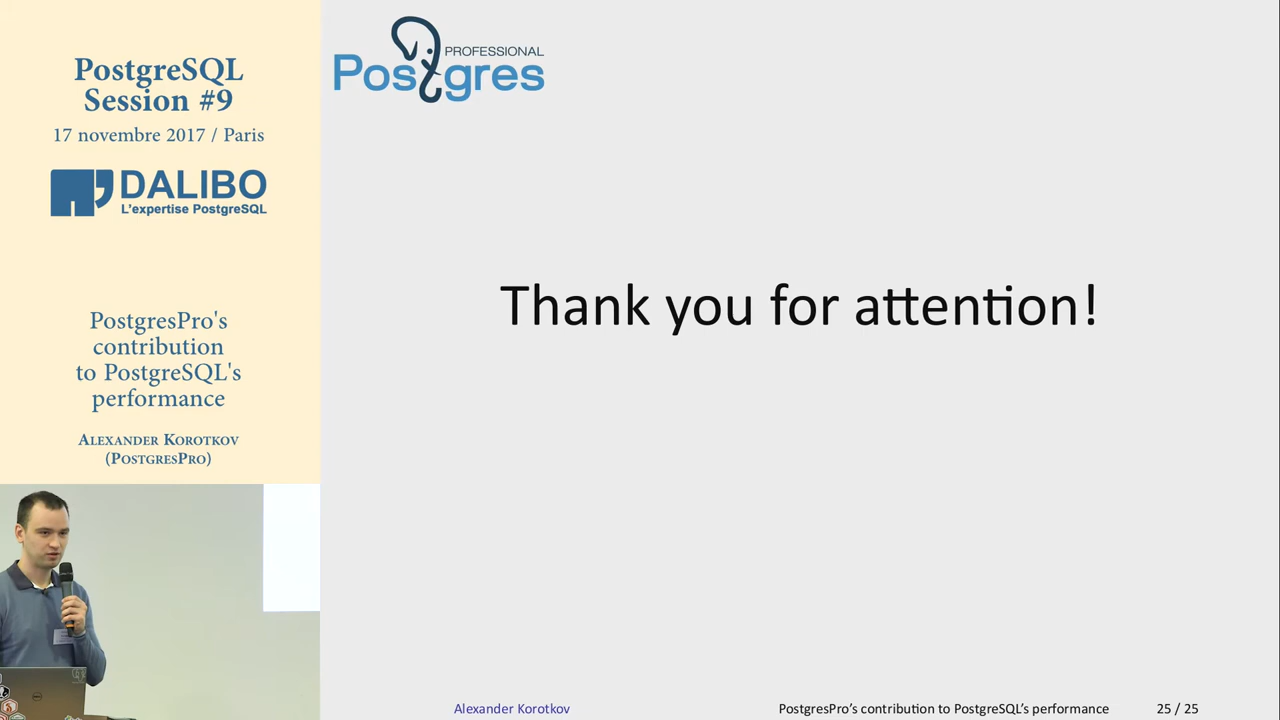 PostgreSQL
Session #9
17 novembre 2017 / Paris
DALIBO
L'expertise PostgreSQL
PostgresPro's
contribution
to PostgreSQL's
performance
Alexander Korotkov
(PostgresPro)
PROFESSIONAL
Postgres
Thank you for attention!
Alexander Korotkov
PostgresPro's contribution to PostgreSQL's performance
25 / 25